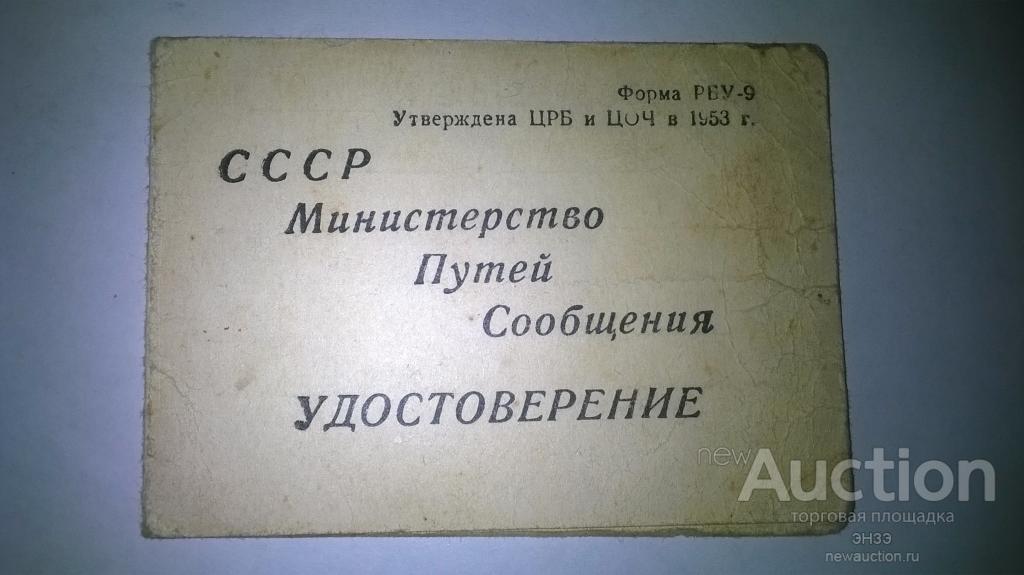 Форма РБУ-9
Утверждена ЦРБ и ЦОЧ в 1953 г.
СССР
Министерство
Путей
Сообщения
УДОСТОВЕРЕНИЕ
newAuction
торговая площадка
ЭНЗЭ
newauction.ru